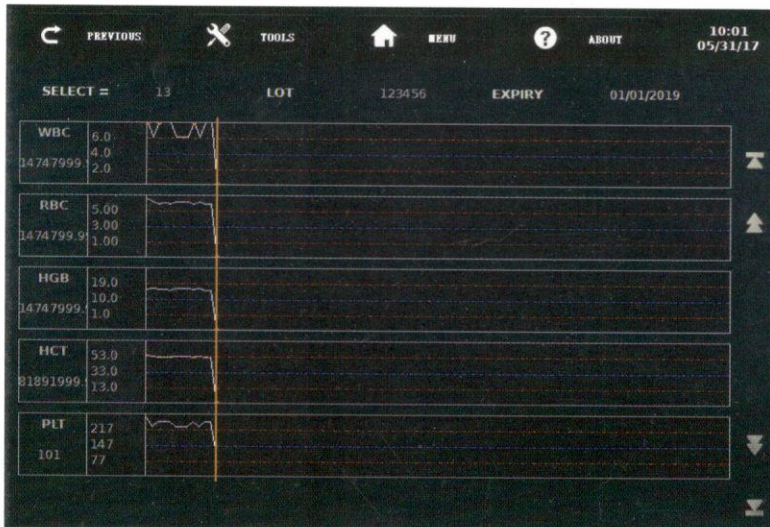 PREVIOUS TOOLS MENU ABOUT 10:01
05/31/17
SELECT = 13 LOT 123456 EXPIRY 01/01/2019
WBC 6.0
4.0
14747999. 2.0
RBC 5.00
3.00
1474799.9 1.00
HGB 19.0
10.0
14747999. 1.0
HCT 53.0
33.0
81891999. 13.0
PLT 217
147
101 77